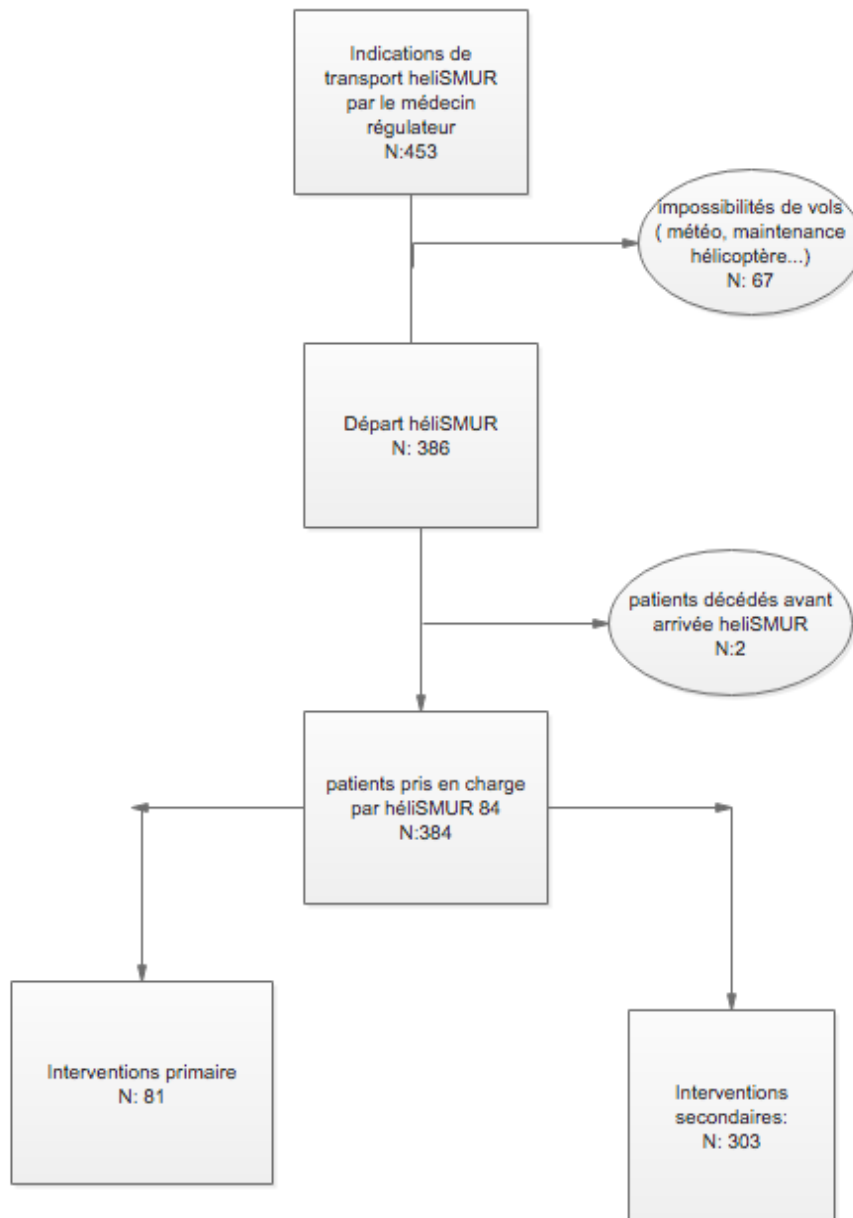 Indications de
transport heliSMUR
par le médecin
régulateur
N:453
impossibilités de vols
( météo, maintenance
hélicoptère...)
N: 67
Départ héliSMUR
N: 386
patients décédés avant
arrivée heliSMUR
N:2
patients pris en charge
par héliSMUR 84
N:384
Interventions primaire
N: 81
Interventions
secondaires:
N: 303